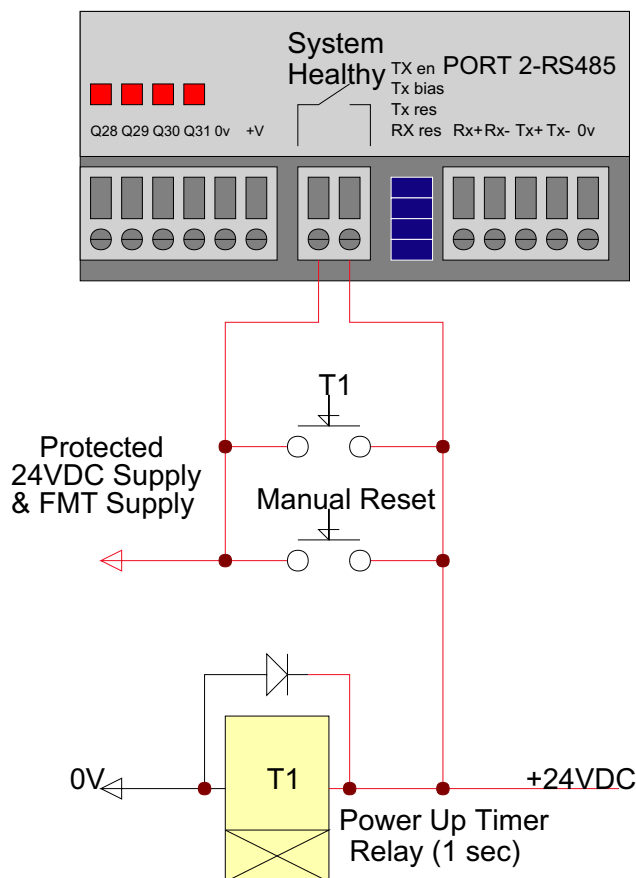 System
Healthy
TX en PORT 2-RS485
Tx bias
Tx res
Q28 Q29 Q30 Q31 0v +V
RX res Rx+ Rx- Tx+ Tx- 0v
T1
Protected
24VDC Supply
& FMT Supply
Manual Reset
0V
T1
+24VDC
Power Up Timer
Relay (1 sec)